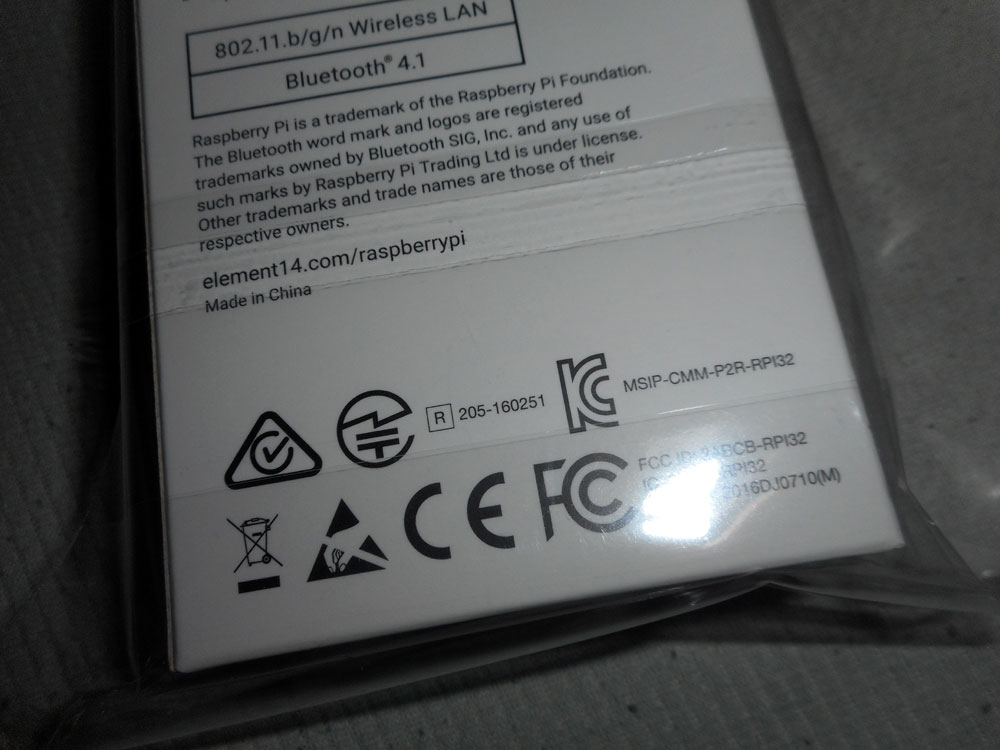 802.11.b/g/n Wireless LAN
Bluetooth® 4.1
Raspberry Pi is a trademark of the Raspberry Pi Foundation.
The Bluetooth word mark and logos are registered
trademarks owned by Bluetooth SIG, Inc. and any use of
such marks by Raspberry Pi Trading Ltd is under license.
Other trademarks and trade names are those of their
respective owners.
element14.com/raspberrypi
Made in China
R 205-160251
KC MSIP-CMM-P2R-RPI32
CE FC
FCC ID: